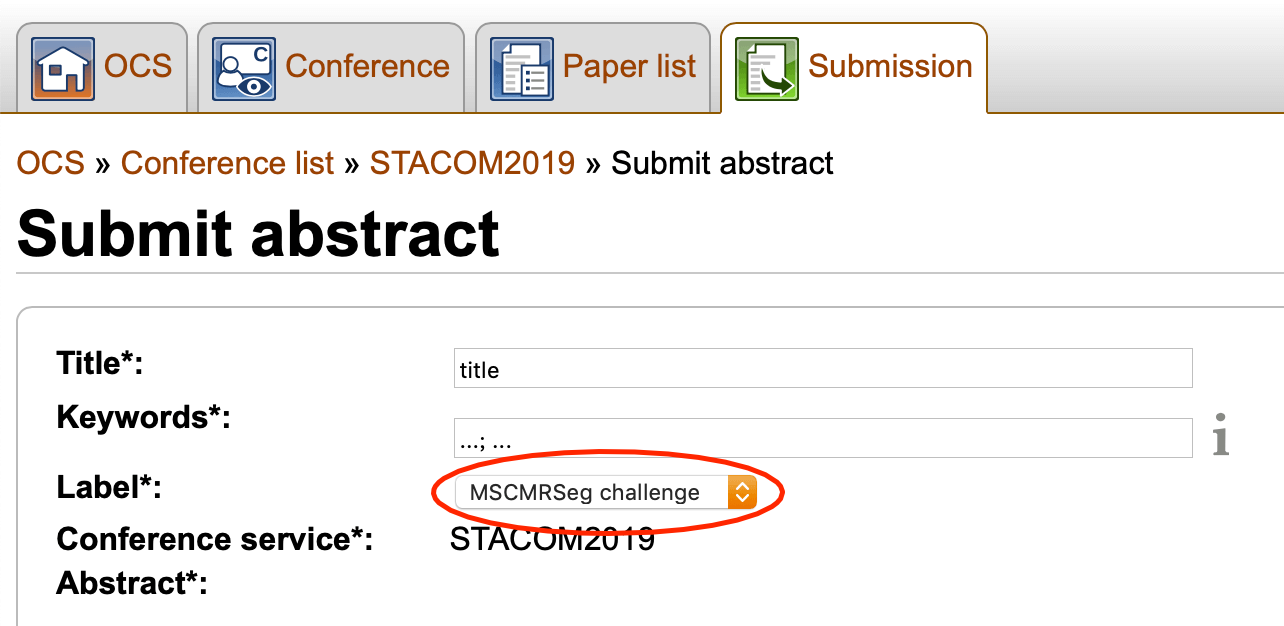 OCS Conference Paper list Submission
OCS » Conference list » STACOM2019 » Submit abstract
Submit abstract
Title*: title
Keywords*: ...; ...
Label*: MSCMRSeg challenge
Conference service*: STACOM2019
Abstract*: